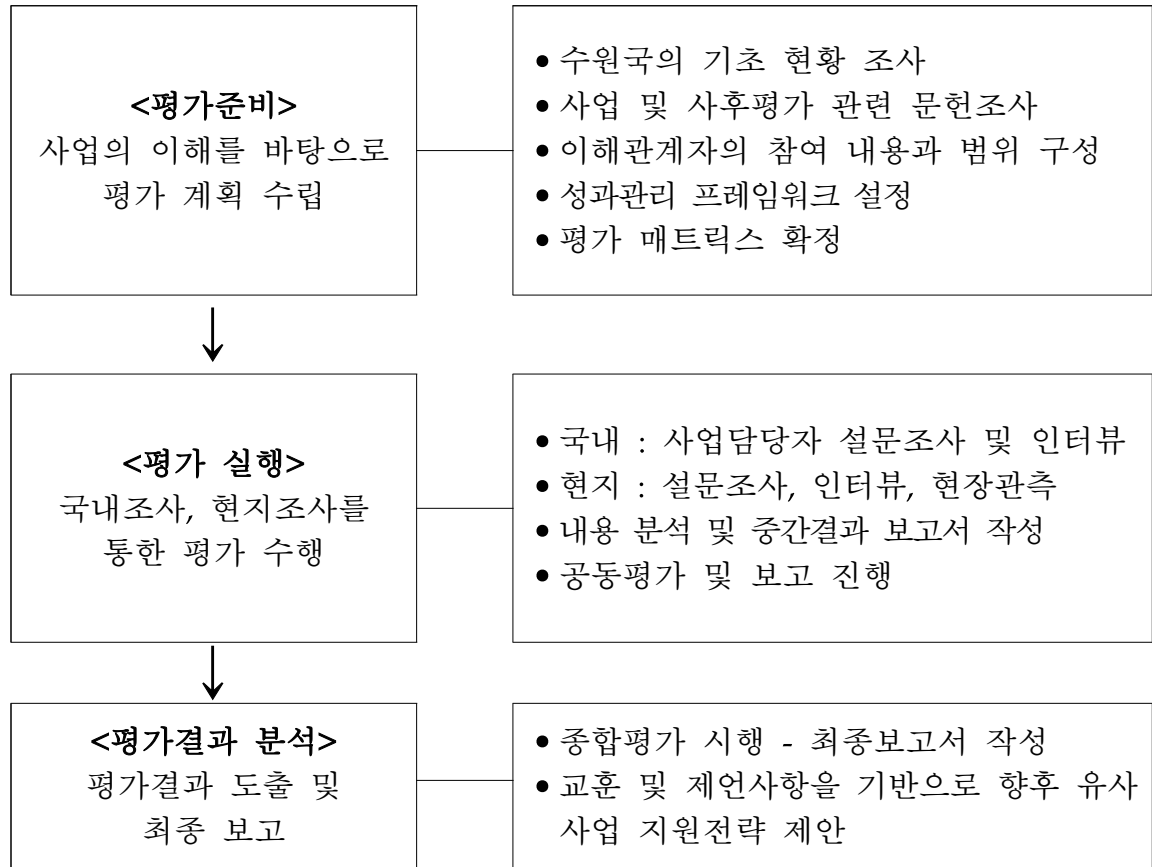 <평가준비>
사업의 이해를 바탕으로
평가 계획 수립
• 수원국의 기초 현황 조사
• 사업 및 사후평가 관련 문헌조사
• 이해관계자의 참여 내용과 범위 구성
• 성과관리 프레임워크 설정
• 평가 매트릭스 확정
<평가 실행>
국내조사, 현지조사를
통한 평가 수행
• 국내 : 사업담당자 설문조사 및 인터뷰
• 현지 : 설문조사, 인터뷰, 현장관측
• 내용 분석 및 중간결과 보고서 작성
• 공동평가 및 보고 진행
<평가결과 분석>
평가결과 도출 및
최종 보고
• 종합평가 시행 - 최종보고서 작성
• 교훈 및 제언사항을 기반으로 향후 유사
사업 지원전략 제안